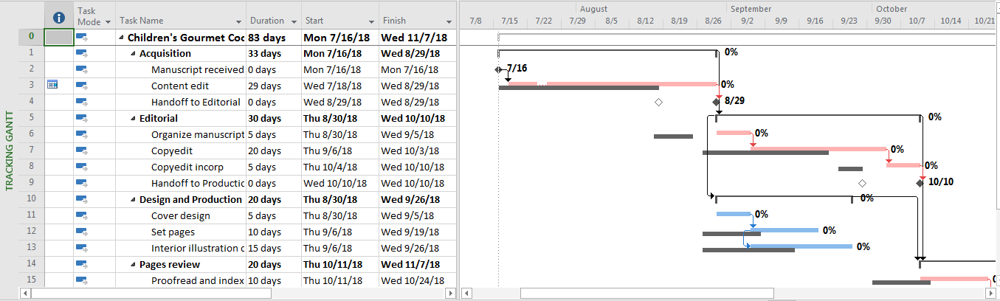 Task Mode Task Name Duration Start Finish
August September October
7/8 7/15 7/22 7/29 8/5 8/12 8/19 8/26 9/2 9/9 9/16 9/23 9/30 10/7 10/14 10/21
TRACKING GANTT
0 Children's Gourmet Coo 83 days Mon 7/16/18 Wed 11/7/18
1 Acquisition 33 days Mon 7/16/18 Wed 8/29/18 0%
2 Manuscript received 0 days Mon 7/16/18 Mon 7/16/18 7/16
3 Content edit 29 days Wed 7/18/18 Wed 8/29/18 0%
4 Handoff to Editorial 0 days Wed 8/29/18 Wed 8/29/18 8/29
5 Editorial 30 days Thu 8/30/18 Wed 10/10/18 0%
6 Organize manuscript 5 days Thu 8/30/18 Wed 9/5/18 0%
7 Copyedit 20 days Thu 9/6/18 Wed 10/3/18 0%
8 Copyedit incorp 5 days Thu 10/4/18 Wed 10/10/18 0%
9 Handoff to Productio 0 days Wed 10/10/18 Wed 10/10/18 10/10
10 Design and Production 20 days Thu 8/30/18 Wed 9/26/18 0%
11 Cover design 5 days Thu 8/30/18 Wed 9/5/18 0%
12 Set pages 10 days Thu 9/6/18 Wed 9/19/18 0%
13 Interior illustration d 15 days Thu 9/6/18 Wed 9/26/18 0%
14 Pages review 20 days Thu 10/11/18 Wed 11/7/18
15 Proofread and index 10 days Thu 10/11/18 Wed 10/24/18